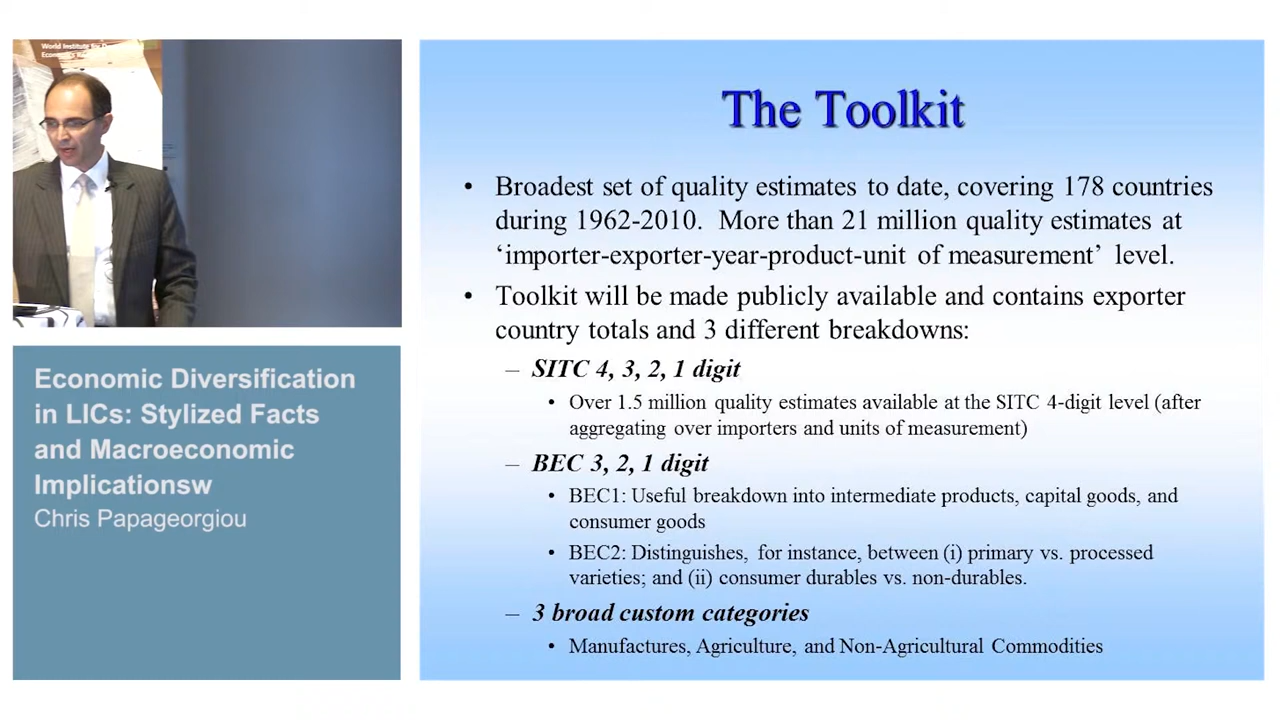 World Institute for
Economic
Economic Diversification
in LICs: Stylized Facts
and Macroeconomic
Implicationsw
Chris Papageorgiou
The Toolkit
• Broadest set of quality estimates to date, covering 178 countries
during 1962-2010. More than 21 million quality estimates at
‘importer-exporter-year-product-unit of measurement’ level.
• Toolkit will be made publicly available and contains exporter
country totals and 3 different breakdowns:
– SITC 4, 3, 2, 1 digit
• Over 1.5 million quality estimates available at the SITC 4-digit level (after
aggregating over importers and units of measurement)
– BEC 3, 2, 1 digit
• BEC1: Useful breakdown into intermediate products, capital goods, and
consumer goods
• BEC2: Distinguishes, for instance, between (i) primary vs. processed
varieties; and (ii) consumer durables vs. non-durables.
– 3 broad custom categories
• Manufactures, Agriculture, and Non-Agricultural Commodities